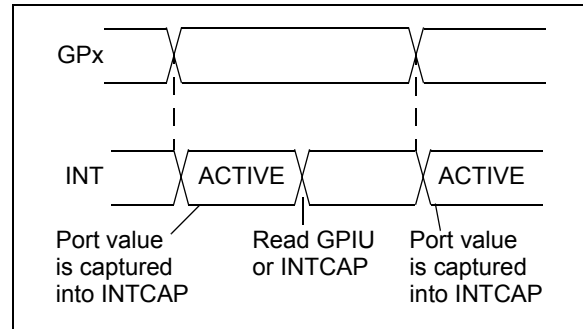 GPx
INT
ACTIVE
ACTIVE
Port value
is captured
into INTCAP
Read GPIU
or INTCAP
Port value
is captured
into INTCAP